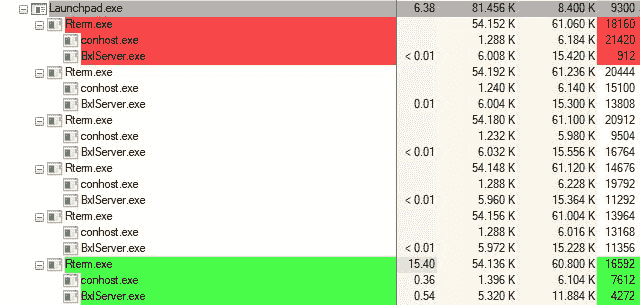 Launchpad.exe 6.38 81.456 K 8.400 K 9300
Rterm.exe 54.152 K 61.060 K 18160
conhost.exe 1.288 K 6.184 K 21420
BxlServer.exe < 0.01 6.008 K 15.420 K 912
Rterm.exe 54.192 K 61.236 K 20444
conhost.exe 1.240 K 6.140 K 15100
BxlServer.exe 0.01 6.004 K 15.300 K 13808
Rterm.exe 54.180 K 61.100 K 20912
conhost.exe 1.232 K 5.980 K 9504
BxlServer.exe < 0.01 6.032 K 15.556 K 16764
Rterm.exe 54.148 K 61.120 K 14676
conhost.exe 1.288 K 6.228 K 19792
BxlServer.exe < 0.01 5.960 K 15.364 K 11292
Rterm.exe 54.156 K 61.004 K 13964
conhost.exe 1.288 K 6.016 K 13168
BxlServer.exe < 0.01 5.972 K 15.228 K 11356
Rterm.exe 15.40 54.136 K 60.800 K 16592
conhost.exe 0.36 1.396 K 6.104 K 7612
BxlServer.exe 0.54 5.320 K 11.884 K 4272